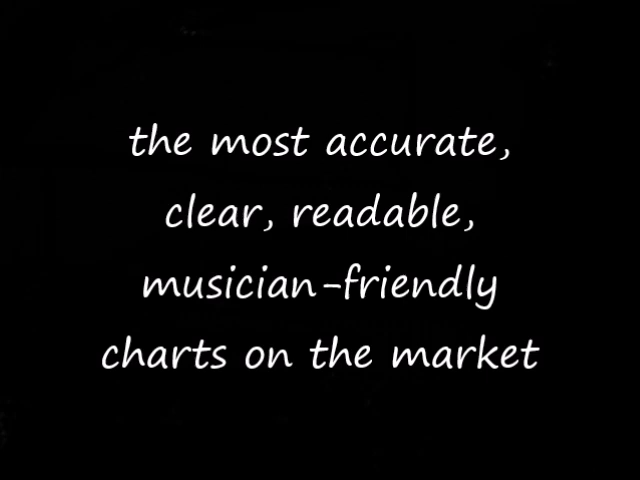 the most accurate,
clear, readable,
musician-friendly
charts on the market